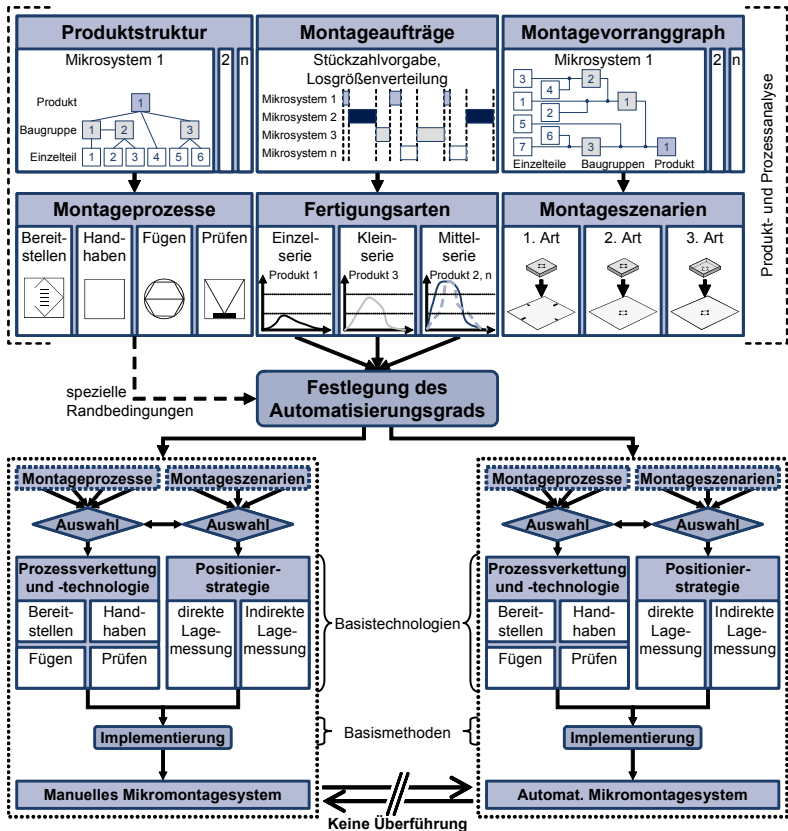 Produktstruktur
Mikrosystem 1
2
n
Produkt
1
Baugruppe
1
2
3
Einzelteil
1
2
3
4
5
6
Montageaufträge
Stückzahlvorgabe,
Losgrößenverteilung
Mikrosystem 1
Mikrosystem 2
Mikrosystem 3
Mikrosystem n
Montagevorranggraph
Mikrosystem 1
2
n
3
4
2
1
1
2
5
6
7
3
1
Einzelteile
Baugruppen
Produkt
Produkt- und Prozessanalyse
Montageprozesse
Bereit-
stellen
Hand-
haben
Fügen
Prüfen
Fertigungsarten
Einzel-
serie
Produkt 1
Klein-
serie
Produkt 3
Mittel-
serie
Produkt 2, n
Montageszenarien
1. Art
2. Art
3. Art
spezielle
Randbedingungen
Festlegung des
Automatisierungsgrads
Montageprozesse
Montageszenarien
Auswahl
Auswahl
Prozessverkettung
und -technologie
Bereit-
stellen
Hand-
haben
Fügen
Prüfen
Positionier-
strategie
direkte
Lage-
messung
Indirekte
Lage-
messung
Implementierung
Manuelles Mikromontagesystem
Basistechnologien
Basismethoden
Montageprozesse
Montageszenarien
Auswahl
Auswahl
Prozessverkettung
und -technologie
Bereit-
stellen
Hand-
haben
Fügen
Prüfen
Positionier-
strategie
direkte
Lage-
messung
Indirekte
Lage-
messung
Implementierung
Automat. Mikromontagesystem
Keine Überführung